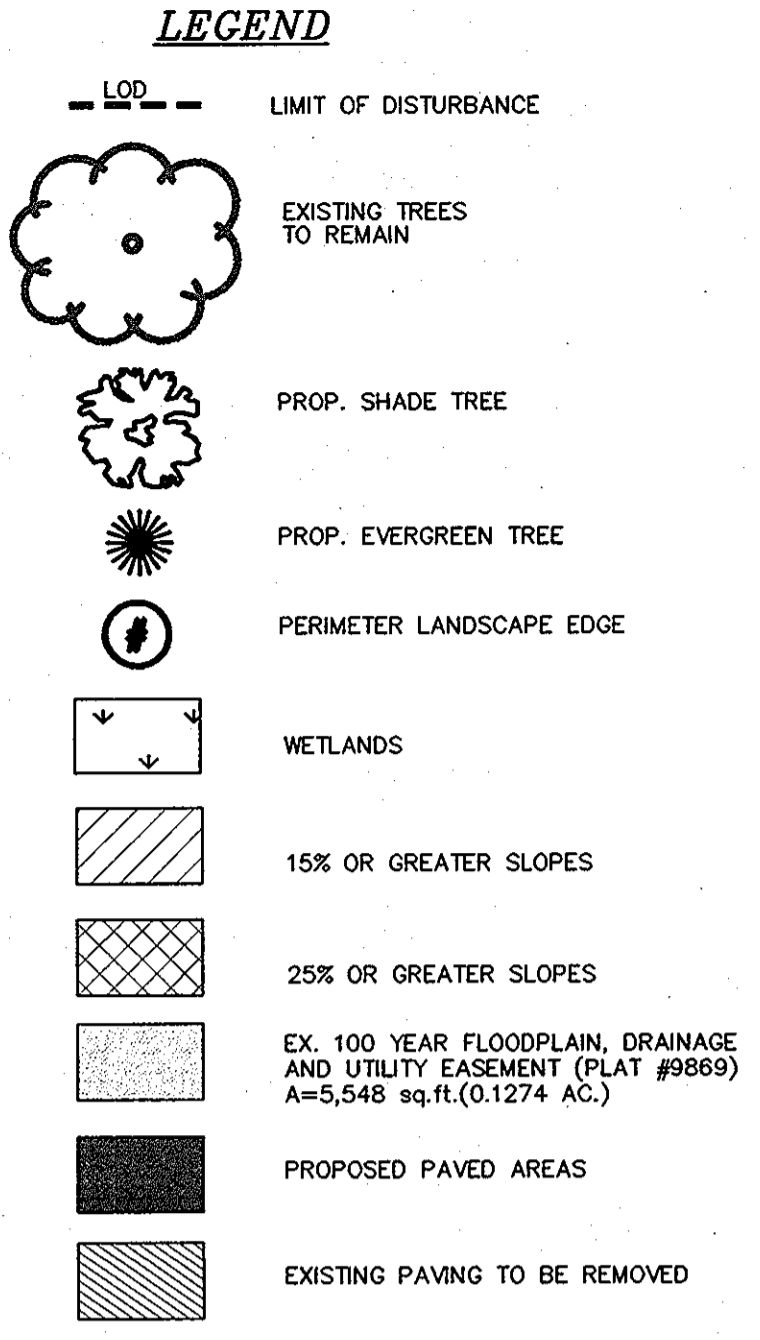 LEGEND
LOD
LIMIT OF DISTURBANCE
EXISTING TREES
TO REMAIN
PROP. SHADE TREE
PROP. EVERGREEN TREE
#
PERIMETER LANDSCAPE EDGE
WETLANDS
15% OR GREATER SLOPES
25% OR GREATER SLOPES
EX. 100 YEAR FLOODPLAIN, DRAINAGE
AND UTILITY EASEMENT (PLAT #9869)
A=5,548 sq.ft.(0.1274 AC.)
PROPOSED PAVED AREAS
EXISTING PAVING TO BE REMOVED